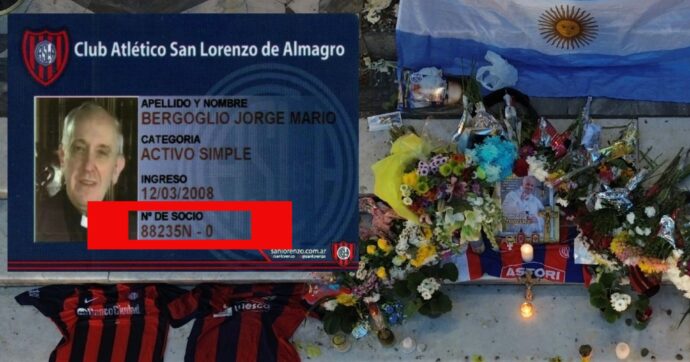 Club Atlético San Lorenzo de Almagro
APELLIDO Y NOMBRE
BERGOGLIO JORGE MARIO
CATEGORIA
ACTIVO SIMPLE
INGRESO
12/03/2008
Nº DE SOCIO
88235N - 0
sanlorenzo.com.ar
ASTORI
BancoCiudad